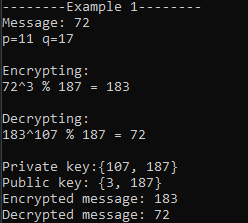 --------Example 1--------
Message: 72
p=11 q=17
Encrypting:
72^3 % 187 = 183
Decrypting:
183^107 % 187 = 72
Private key:{107, 187}
Public key: {3, 187}
Encrypted message: 183
Decrypted message: 72